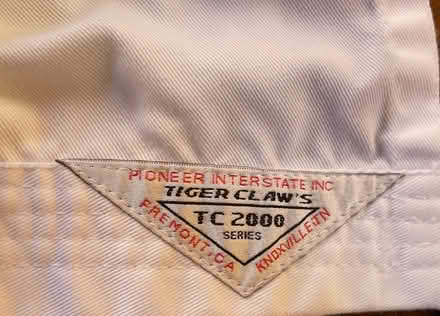 PIONEER INTERSTATE INC
TIGER CLAW'S
TC 2000
SERIES
FREMONT, CA
KNOXVILLE-TN